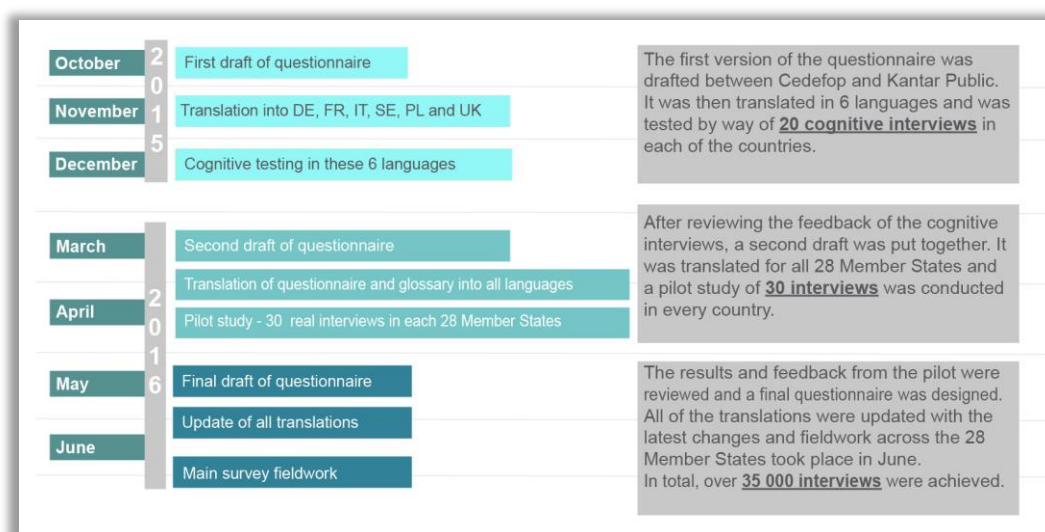 October
2015
First draft of questionnaire
November
Translation into DE, FR, IT, SE, PL and UK
December
Cognitive testing in these 6 languages
The first version of the questionnaire was
drafted between Cedefop and Kantar Public.
It was then translated in 6 languages and was
tested by way of 20 cognitive interviews in
each of the countries.
March
2016
Second draft of questionnaire
Translation of questionnaire and glossary into all languages
April
Pilot study - 30 real interviews in each 28 Member States
After reviewing the feedback of the cognitive
interviews, a second draft was put together. It
was translated for all 28 Member States and
a pilot study of 30 interviews was conducted
in every country.
May
Final draft of questionnaire
Update of all translations
June
Main survey fieldwork
The results and feedback from the pilot were
reviewed and a final questionnaire was designed.
All of the translations were updated with the
latest changes and fieldwork across the 28
Member States took place in June.
In total, over 35 000 interviews were achieved.